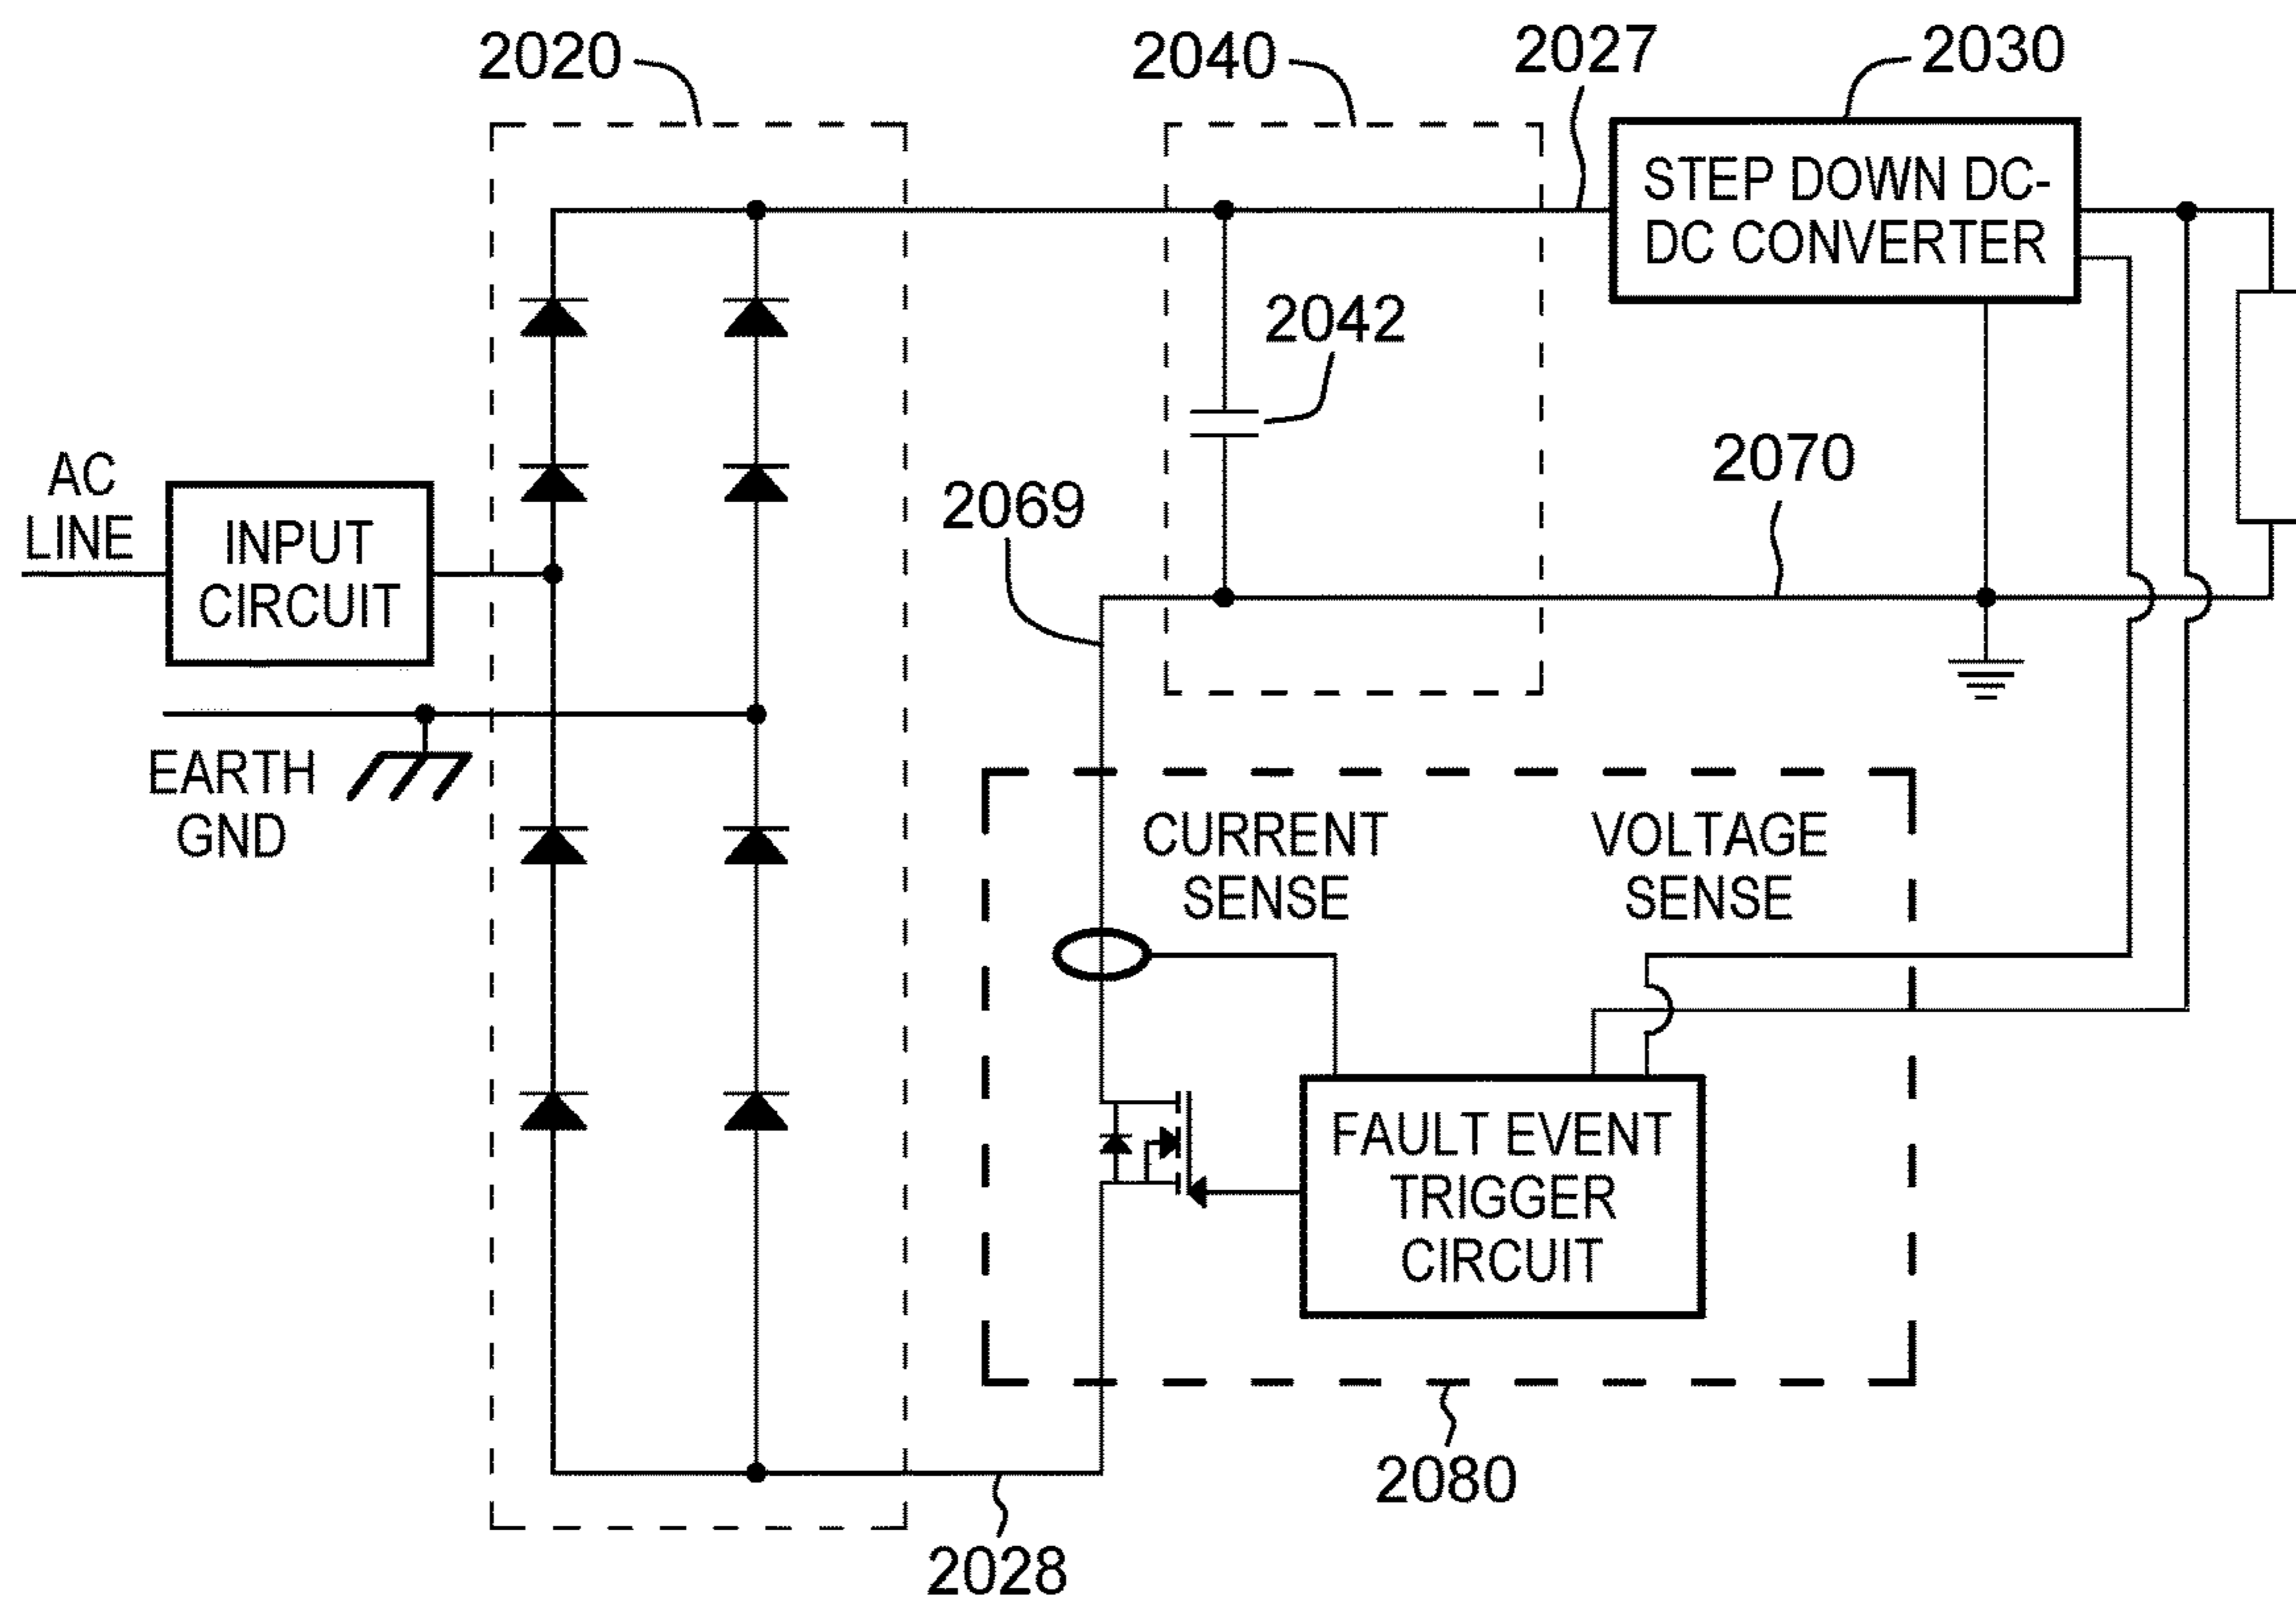 2020
2040
2027
2030
STEP DOWN DC-
DC CONVERTER
2042
2070
2069
AC
LINE
INPUT
CIRCUIT
EARTH
GND
CURRENT
SENSE
VOLTAGE
SENSE
FAULT EVENT
TRIGGER
CIRCUIT
2080
2028